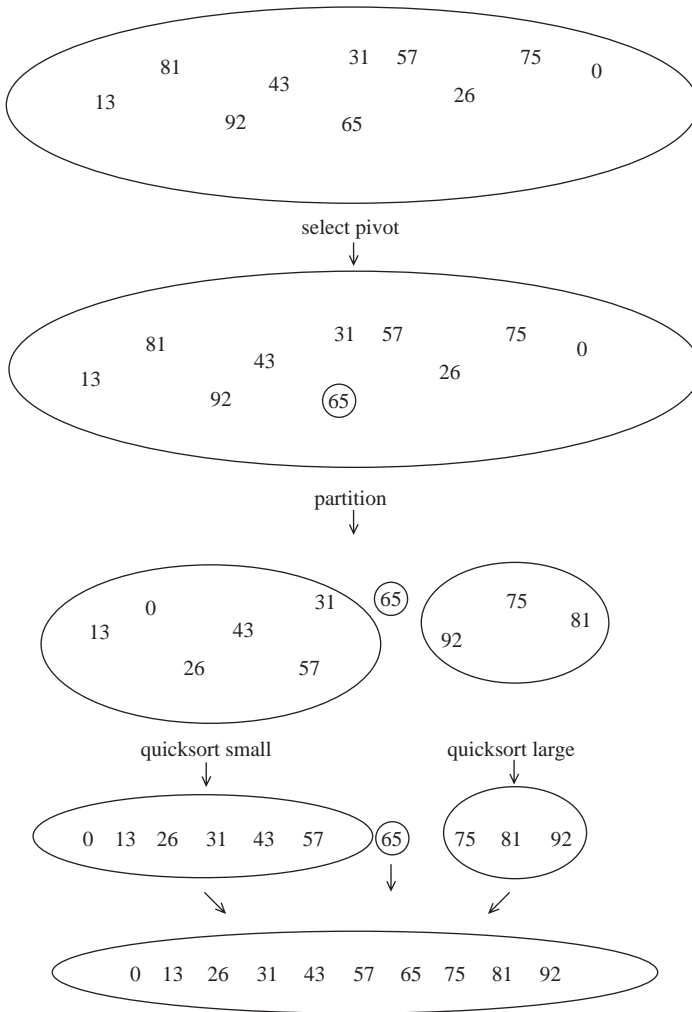 81 31 57 75 0
13 43 26
92 65
select pivot
81 31 57 75 0
13 43 26
92 65
partition
0 31 65 75
13 43 92 81
26 57
quicksort small quicksort large
0 13 26 31 43 57 65 75 81 92
0 13 26 31 43 57 65 75 81 92